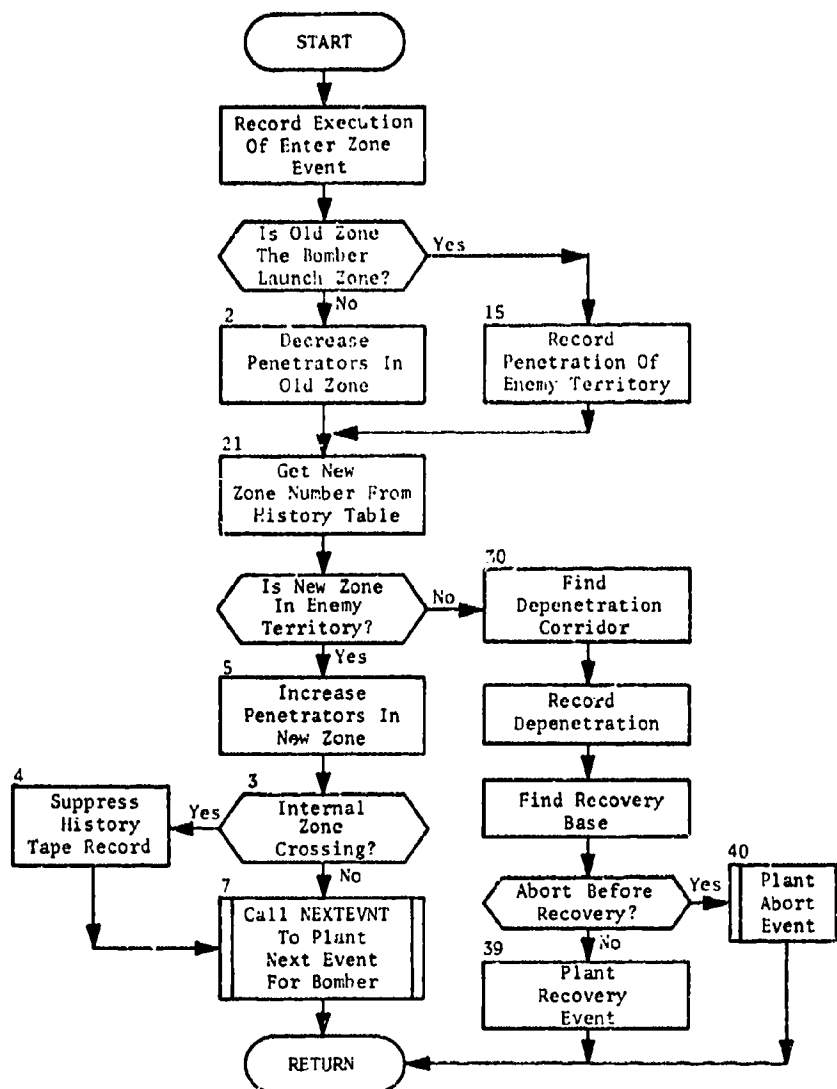 START
Record Execution
Of Enter Zone
Event
Is Old Zone
The Bomber
Launch Zone?
Yes
No
2
Decrease
Penetrators In
Old Zone
15
Record
Penetration Of
Enemy Territory
21
Get New
Zone Number From
History Table
Is New Zone
In Enemy
Territory?
No
Yes
30
Find
Depenetration
Corridor
5
Increase
Penetrators In
New Zone
Record
Depenetration
3
Internal
Zone
Crossing?
Yes
No
4
Suppress
History
Tape Record
Find Recovery
Base
7
Call NEXTEVNT
To Plant
Next Event
For Bomber
Abort Before
Recovery?
Yes
No
40
Plant
Abort
Event
39
Plant
Recovery
Event
RETURN